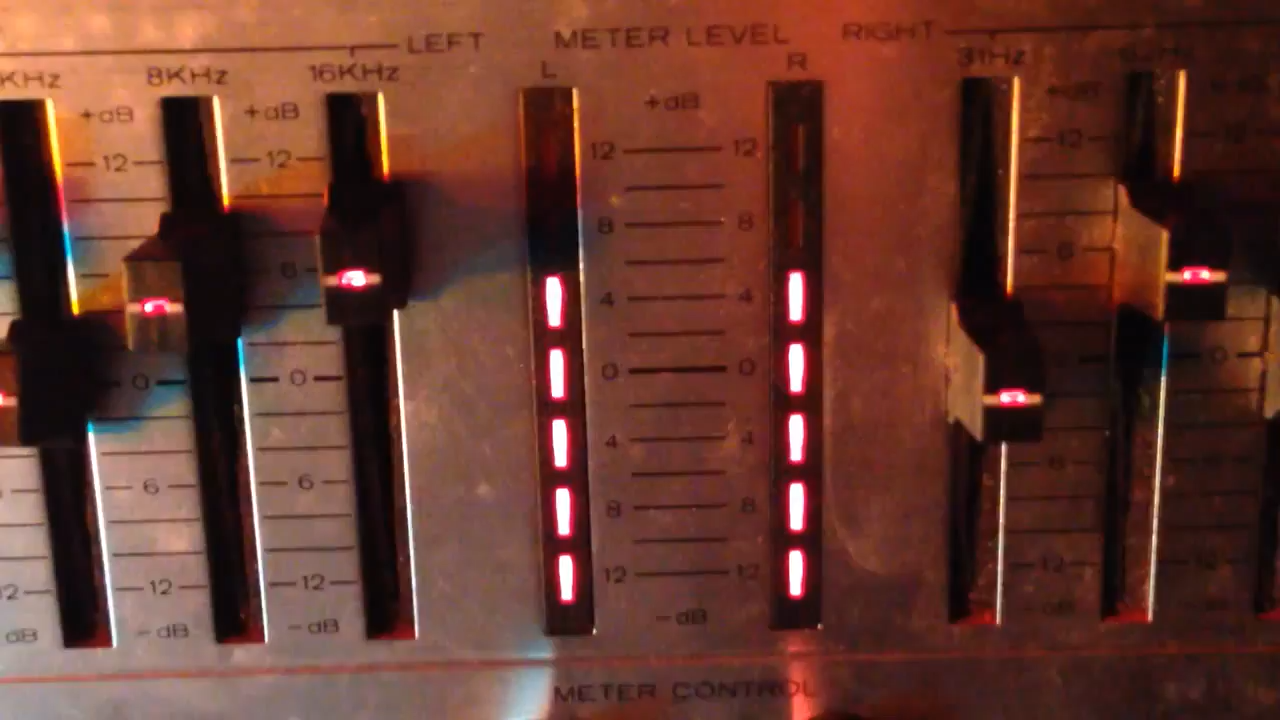 LEFT METER LEVEL RIGHT
KHz 8KHz 16KHz L R 31Hz
+dB +dB +dB
12 12 12 12 12
8 8
6 6
4 4
0 0 0 0 0
4 4
6 6
8 8
12 12 12 12 12
dB -dB -dB -dB
METER CONTROL